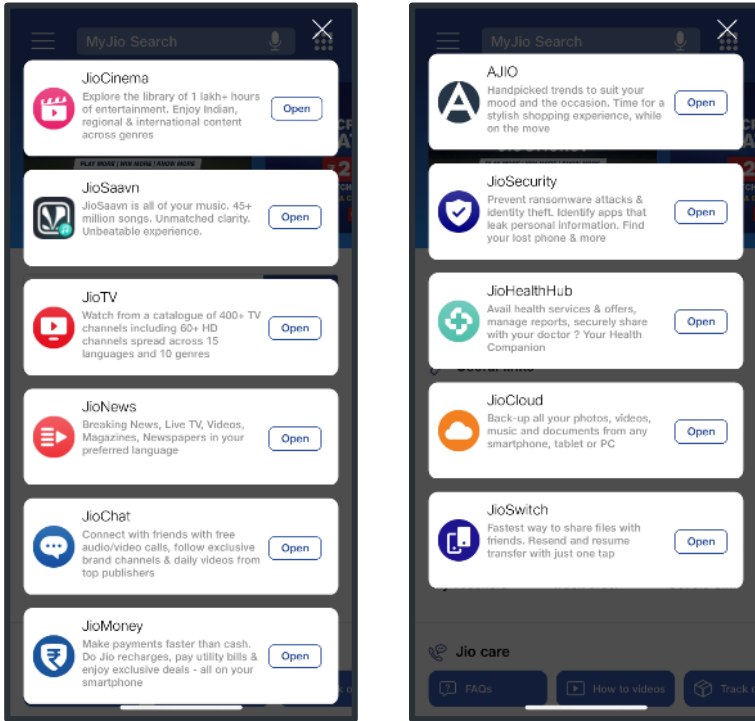 MyJio Search
JioCinema
Explore the library of 1 lakh+ hours
of entertainment. Enjoy Indian,
regional & international content
across genres
Open
PLAY MORE | WIN MORE | KNOW MORE
JioSaavn
JioSaavn is all of your music. 45+
million songs. Unmatched clarity.
Unbeatable experience.
Open
JioTV
Watch from a catalogue of 400+ TV
channels including 60+ HD
channels spread across 15
languages and 10 genres
Open
JioNews
Breaking News, Live TV, Videos,
Magazines, Newspapers in your
preferred language
Open
JioChat
Connect with friends with free
audio/video calls, follow exclusive
brand channels & daily videos from
top publishers
Open
JioMoney
Make payments faster than cash.
Do Jio recharges, pay utility bills &
enjoy exclusive deals - all on your
smartphone
Open
MyJio Search
AJIO
Handpicked trends to suit your
mood and the occasion. Time for a
stylish shopping experience, while
on the move
Open
JioSecurity
Prevent ransomware attacks &
identity theft. Identify apps that
leak personal information. Find
your lost phone & more
Open
JioHealthHub
Avail health services & offers,
manage reports, securely share
with your doctor ? Your Health
Companion
Open
JioCloud
Back-up all your photos, videos,
music and documents from any
smartphone, tablet or PC
Open
JioSwitch
Fastest way to share files with
friends. Resend and resume
transfer with just one tap
Open
Jio care
FAQs
How to videos
Track